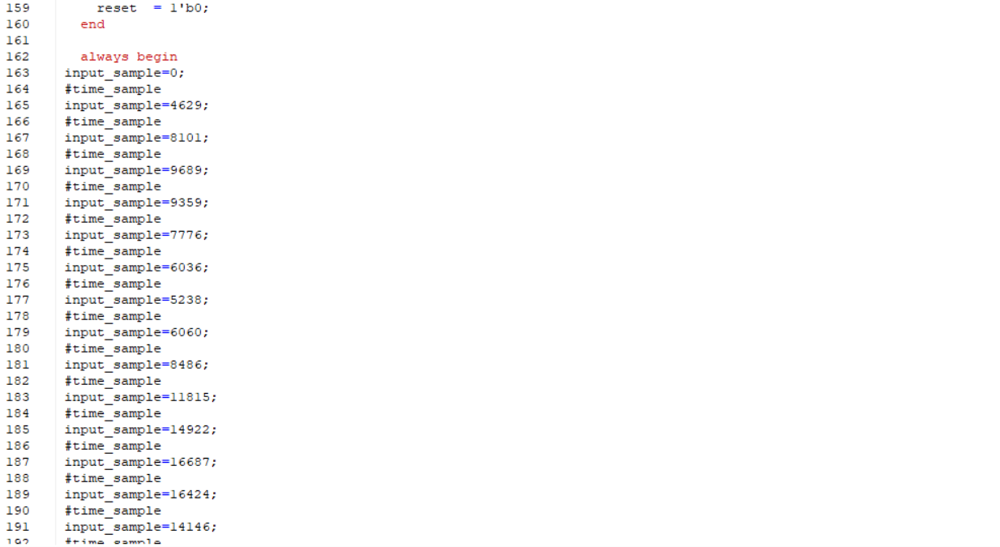 159 reset = 1'b0;
160 end
161
162 always begin
163 input_sample=0;
164 #time_sample
165 input_sample=4629;
166 #time_sample
167 input_sample=8101;
168 #time_sample
169 input_sample=9689;
170 #time_sample
171 input_sample=9359;
172 #time_sample
173 input_sample=7776;
174 #time_sample
175 input_sample=6036;
176 #time_sample
177 input_sample=5238;
178 #time_sample
179 input_sample=6060;
180 #time_sample
181 input_sample=8486;
182 #time_sample
183 input_sample=11815;
184 #time_sample
185 input_sample=14922;
186 #time_sample
187 input_sample=16687;
188 #time_sample
189 input_sample=16424;
190 #time_sample
191 input_sample=14146;
192 #time_sample